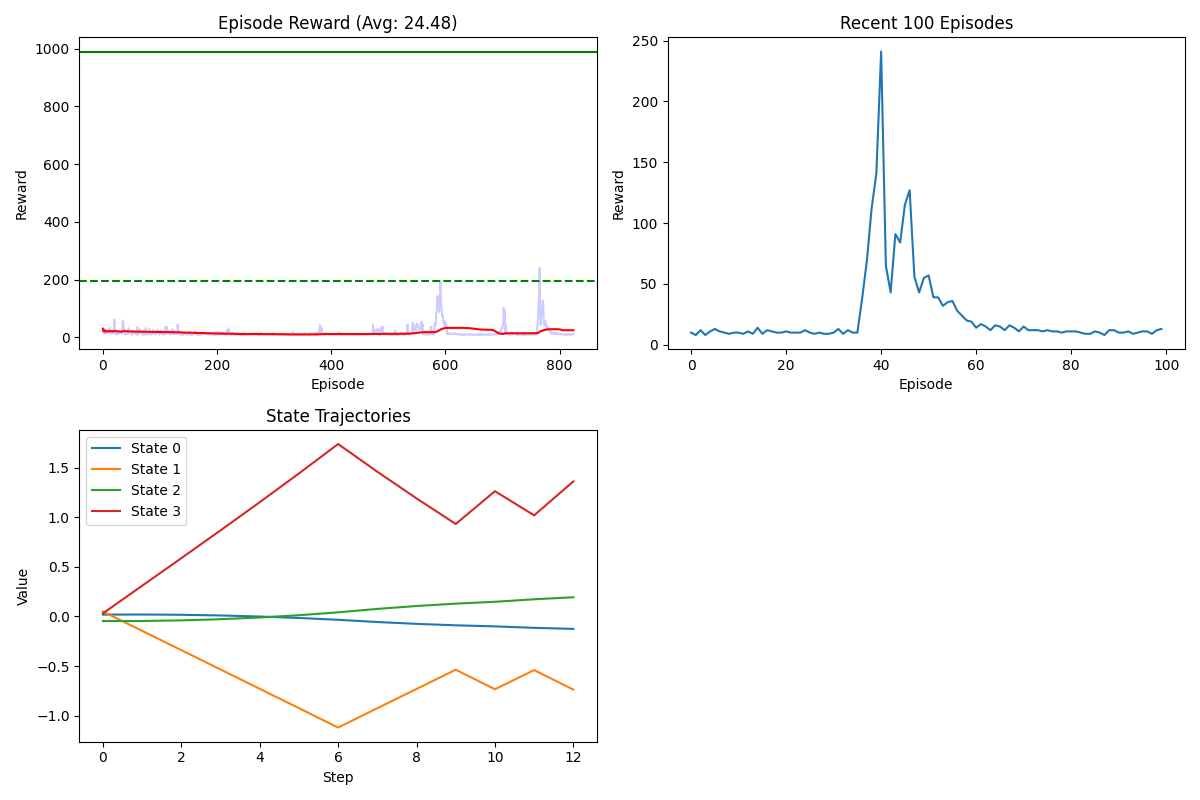 Episode Reward (Avg: 24.48)
Reward
1000
800
600
400
200
0
0 200 400 600 800
Episode
Recent 100 Episodes
Reward
250
200
150
100
50
0
0 20 40 60 80 100
Episode
State Trajectories
Value
1.5
1.0
0.5
0.0
−0.5
−1.0
State 0
State 1
State 2
State 3
0 2 4 6 8 10 12
Step